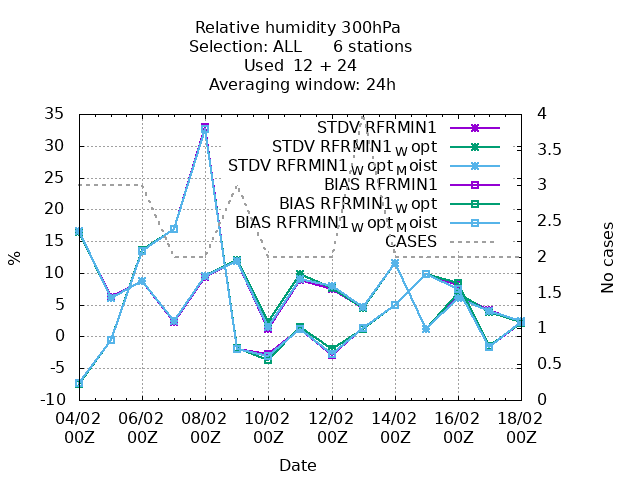 Relative humidity 300hPa
Selection: ALL 6 stations
Used 12 + 24
Averaging window: 24h
35
30
25
20
15
10
5
0
-5
-10
%
4
3.5
3
2.5
2
1.5
1
0.5
0
No cases
STDV RFRMIN1
STDV RFRMIN1_W opt
STDV RFRMIN1_W opt_M oist
BIAS RFRMIN1
BIAS RFRMIN1_W opt
BIAS RFRMIN1_W opt_M oist
CASES
04/02 06/02 08/02 10/02 12/02 14/02 16/02 18/02
00Z 00Z 00Z 00Z 00Z 00Z 00Z 00Z
Date